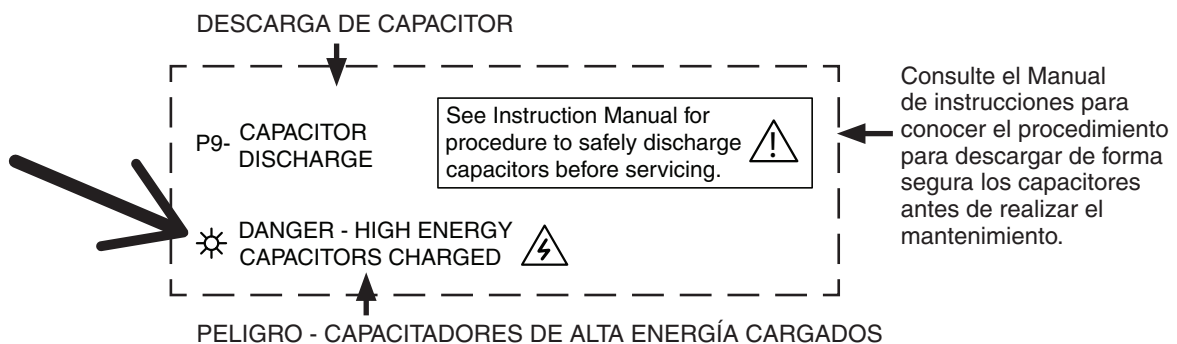 DESCARGA DE CAPACITOR
P9- CAPACITOR
DISCHARGE
See Instruction Manual for
procedure to safely discharge
capacitors before servicing.
DANGER - HIGH ENERGY
CAPACITORS CHARGED
Consulte el Manual
de instrucciones para
conocer el procedimiento
para descargar de forma
segura los capacitores
antes de realizar el
mantenimiento.
PELIGRO - CAPACITADORES DE ALTA ENERGÍA CARGADOS